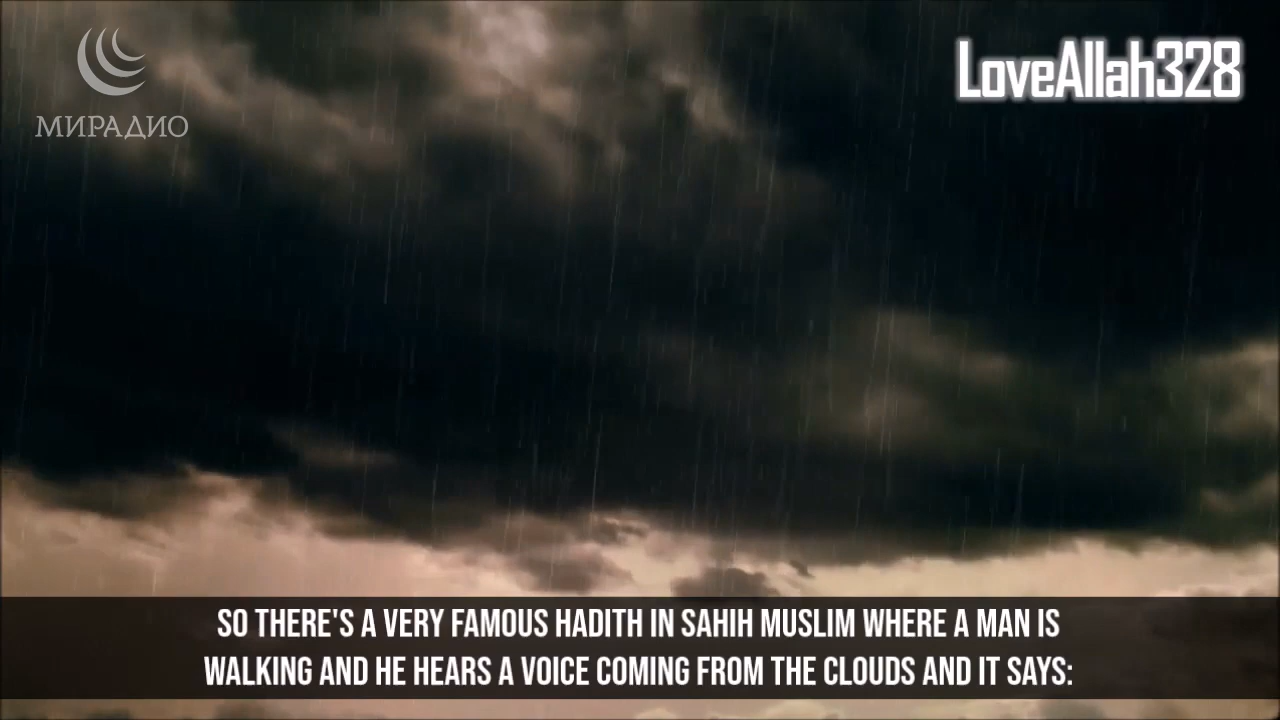 МИРАДИО
LoveAllah328
SO THERE'S A VERY FAMOUS HADITH IN SAHIH MUSLIM WHERE A MAN IS
WALKING AND HE HEARS A VOICE COMING FROM THE CLOUDS AND IT SAYS: